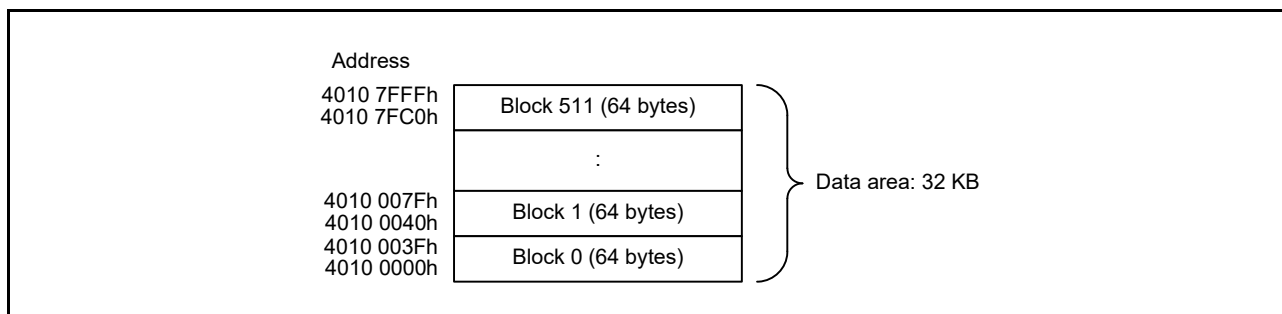 Address
4010 7FFFh
Block 511 (64 bytes)
4010 7FC0h
:
Data area: 32 KB
4010 007Fh
Block 1 (64 bytes)
4010 0040h
4010 003Fh
Block 0 (64 bytes)
4010 0000h